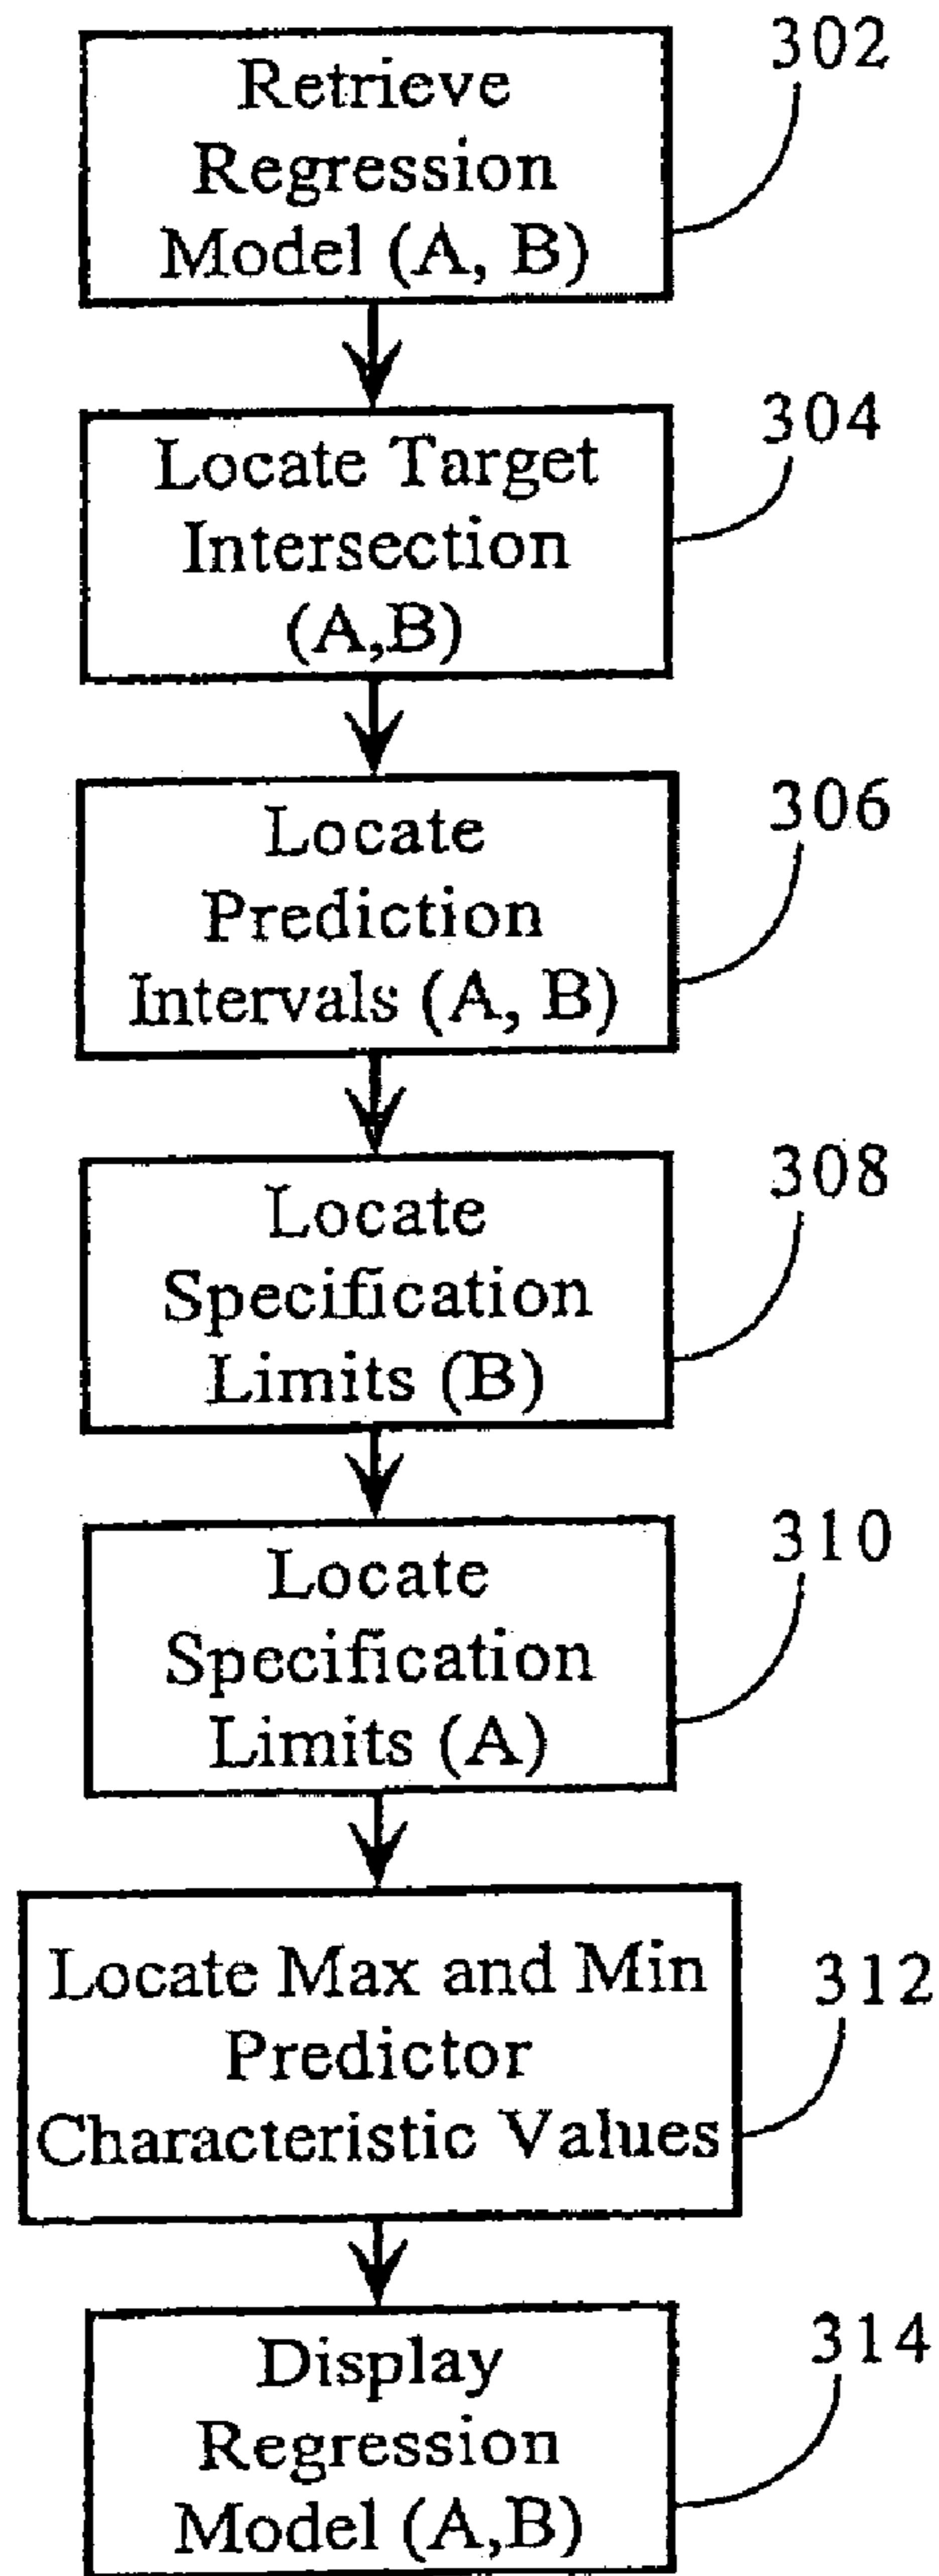 302
Retrieve
Regression
Model (A, B)
304
Locate Target
Intersection
(A,B)
306
Locate
Prediction
Intervals (A, B)
308
Locate
Specification
Limits (B)
310
Locate
Specification
Limits (A)
312
Locate Max and Min
Predictor
Characteristic Values
314
Display
Regression
Model (A,B)